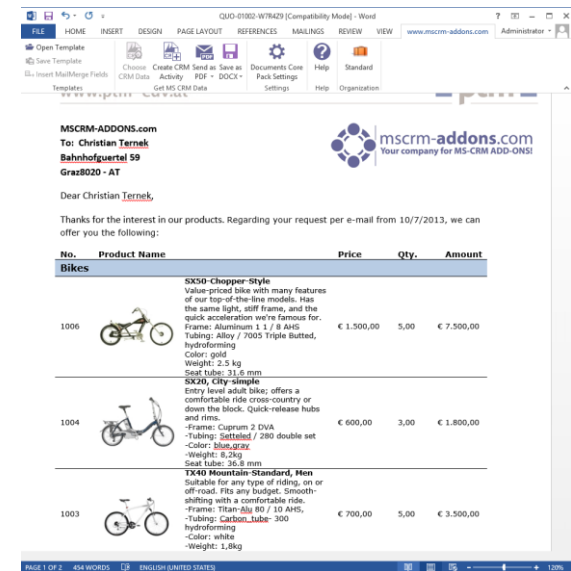 QUO-01002-W7R4Z9 [Compatibility Mode] - Word
FILE HOME INSERT DESIGN PAGE LAYOUT REFERENCES MAILINGS REVIEW VIEW www.mscrm-addons.com Administrator
Open Template
Save Template
Insert MailMerge Fields
Choose CRM Data
Create CRM Activity
Send as PDF
Save as DOCX
Documents Core Pack Settings
Help
Standard
Templates Get MS CRM Data Settings Help Organization
MSCRM-ADDONS.com
To: Christian Ternek
Bahnhofguertel 59
Graz8020 - AT
mscrm-addons.com
Your company for MS-CRM ADD-ONS!
Dear Christian Ternek,
Thanks for the interest in our products. Regarding your request per e-mail from 10/7/2013, we can
offer you the following:
No. Product Name Price Qty. Amount
Bikes
SX50-Chopper-Style
Value-priced bike with many features
of our top-of-the-line models. Has
the same light, stiff frame, and the
quick acceleration we're famous for.
1006 Frame: Aluminum 1 1 / 8 AHS € 1.500,00 5,00 € 7.500,00
Tubing: Alloy / 7005 Triple Butted,
hydroforming
Color: gold
Weight: 2.5 kg
Seat tube: 31.6 mm
SX20, City-simple
Entry level adult bike; offers a
comfortable ride cross-country or
down the block. Quick-release hubs
and rims.
1004 € 600,00 3,00 € 1.800,00
-Frame: Cuprum 2 DVA
-Tubing: Setteled / 280 double set
-Color: blue,gray
-Weight: 8,2kg
Seat tube: 36.8 mm
TX40 Mountain-Standard, Men
Suitable for any type of riding, on or
off-road. Fits any budget. Smooth-
shifting with a comfortable ride.
-Frame: Titan-Alu 80 / 10 AHS,
1003 -Tubing: Carbon tube- 300 € 700,00 5,00 € 3.500,00
hydroforming
-Color: white
-Weight: 1,8kg
PAGE 1 OF 2 454 WORDS ENGLISH (UNITED STATES) 120%